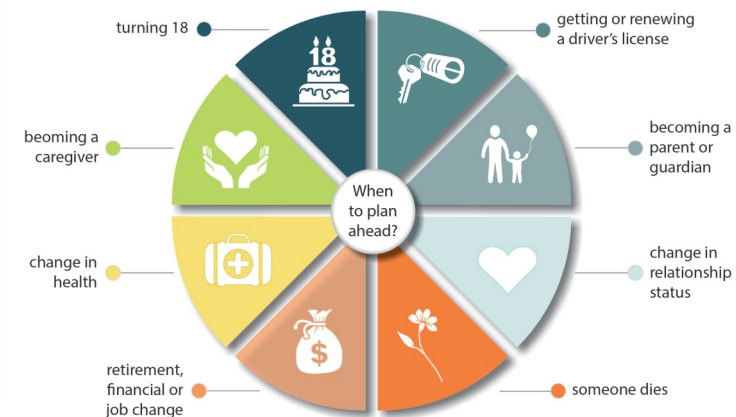 turning 18
18
getting or renewing
a driver's license
becoming a
parent or
guardian
change in
relationship
status
someone dies
retirement,
financial or
job change
$
change in
health
beoming a
caregiver
When
to plan
ahead?